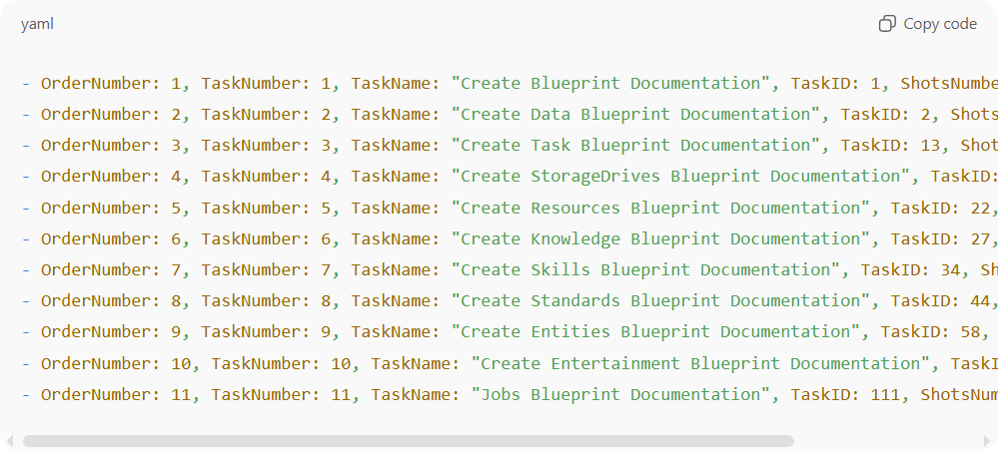 yaml
Copy code
- OrderNumber: 1, TaskNumber: 1, TaskName: "Create Blueprint Documentation", TaskID: 1, ShotsNumbe
- OrderNumber: 2, TaskNumber: 2, TaskName: "Create Data Blueprint Documentation", TaskID: 2, Shots
- OrderNumber: 3, TaskNumber: 3, TaskName: "Create Task Blueprint Documentation", TaskID: 13, Shot
- OrderNumber: 4, TaskNumber: 4, TaskName: "Create StorageDrives Blueprint Documentation", TaskID:
- OrderNumber: 5, TaskNumber: 5, TaskName: "Create Resources Blueprint Documentation", TaskID: 22,
- OrderNumber: 6, TaskNumber: 6, TaskName: "Create Knowledge Blueprint Documentation", TaskID: 27,
- OrderNumber: 7, TaskNumber: 7, TaskName: "Create Skills Blueprint Documentation", TaskID: 34, Sh
- OrderNumber: 8, TaskNumber: 8, TaskName: "Create Standards Blueprint Documentation", TaskID: 44,
- OrderNumber: 9, TaskNumber: 9, TaskName: "Create Entities Blueprint Documentation", TaskID: 58,
- OrderNumber: 10, TaskNumber: 10, TaskName: "Create Entertainment Blueprint Documentation", TaskI
- OrderNumber: 11, TaskNumber: 11, TaskName: "Jobs Blueprint Documentation", TaskID: 111, ShotsNum